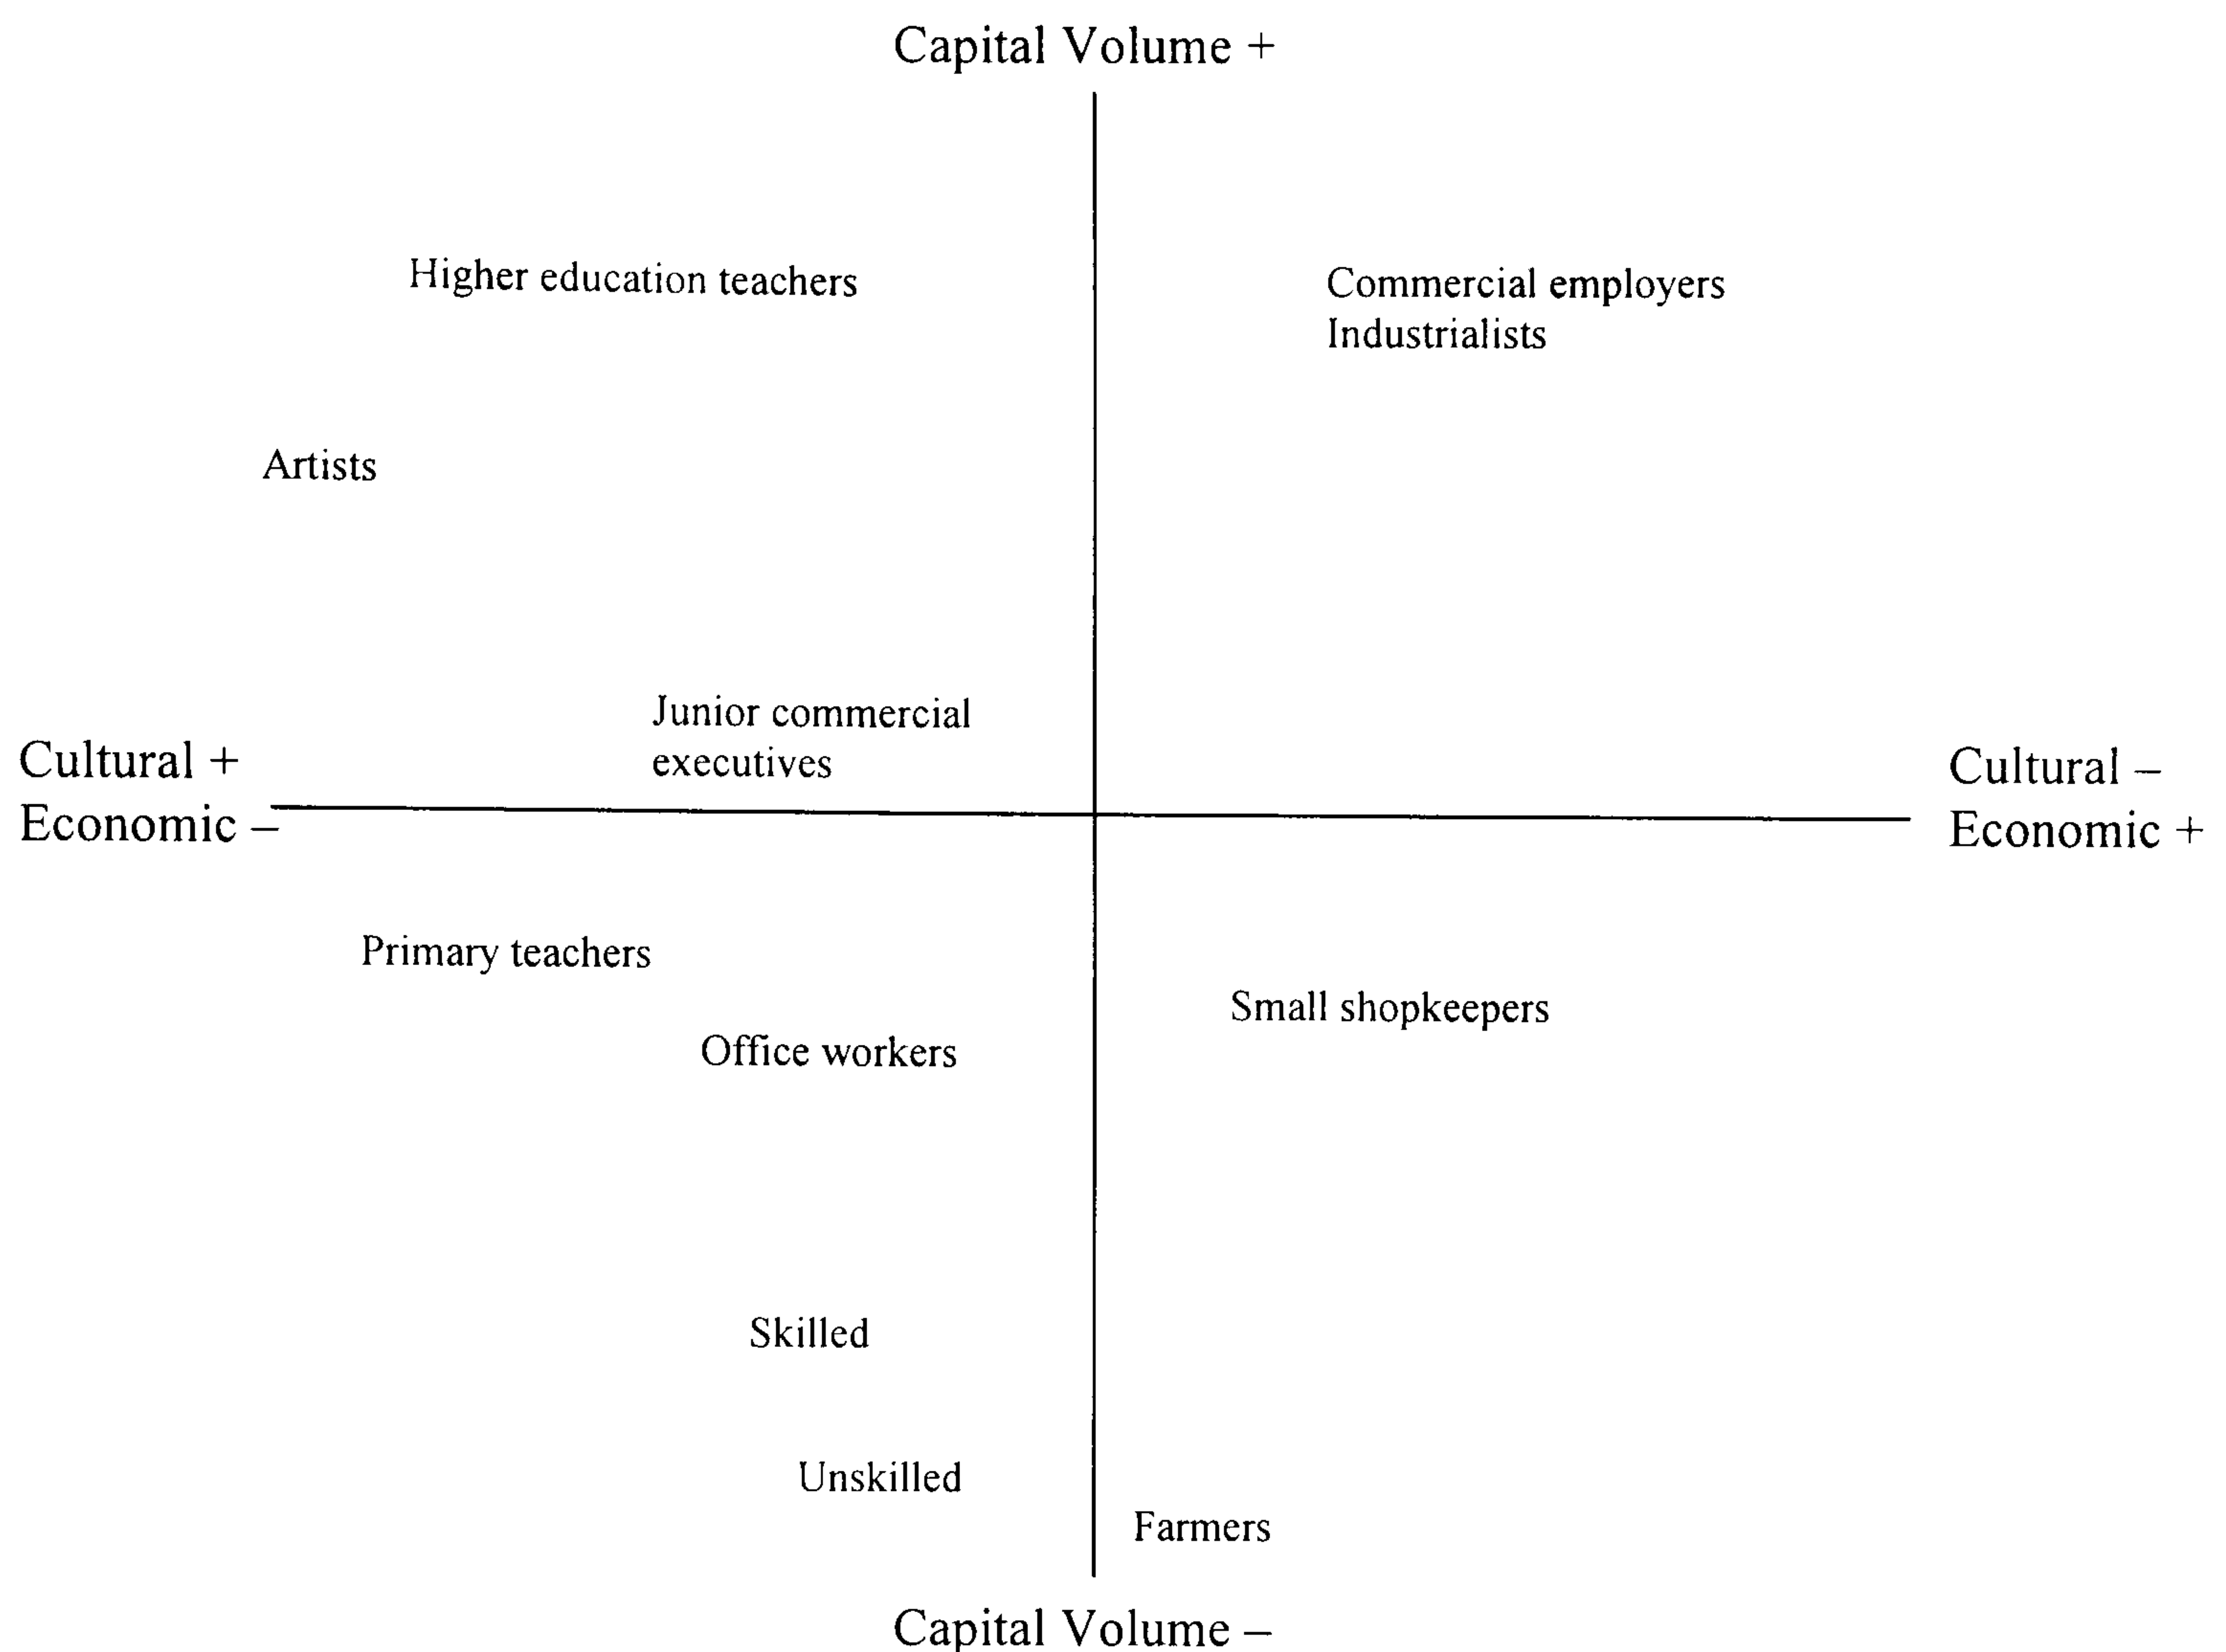 Capital Volume +
Higher education teachers
Commercial employers
Industrialists
Artists
Junior commercial
executives
Cultural +
Economic –
Cultural –
Economic +
Primary teachers
Small shopkeepers
Office workers
Skilled
Unskilled
Farmers
Capital Volume –